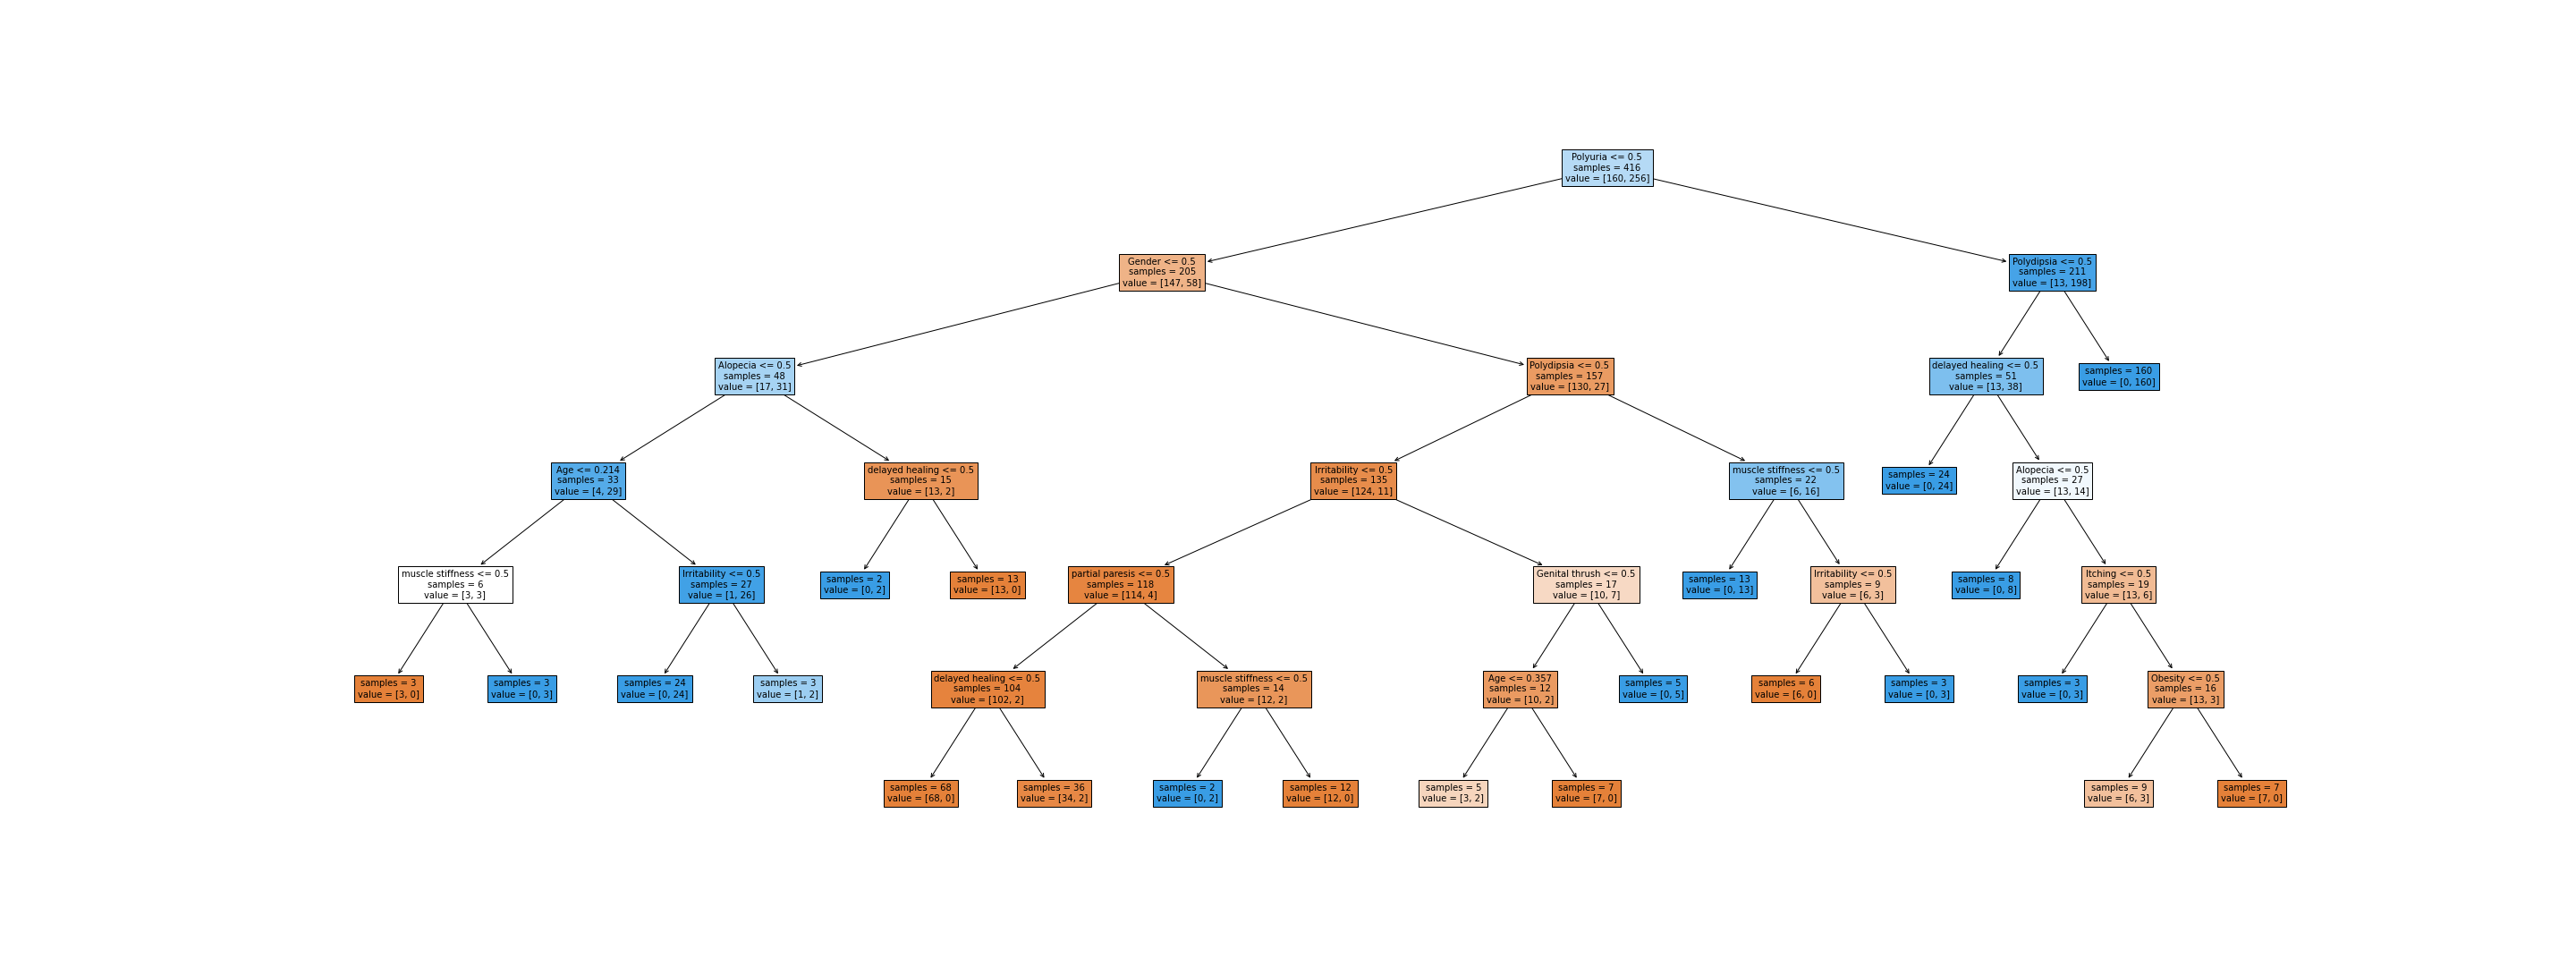 Polyuria <= 0.5
samples = 416
value = [160, 256]
Gender <= 0.5
samples = 205
value = [147, 58]
Polydipsia <= 0.5
samples = 211
value = [13, 198]
Alopecia <= 0.5
samples = 48
value = [17, 31]
Polydipsia <= 0.5
samples = 157
value = [130, 27]
delayed healing <= 0.5
samples = 51
value = [13, 38]
samples = 160
value = [0, 160]
Age <= 0.214
samples = 33
value = [4, 29]
delayed healing <= 0.5
samples = 15
value = [13, 2]
Irritability <= 0.5
samples = 135
value = [124, 11]
muscle stiffness <= 0.5
samples = 22
value = [6, 16]
samples = 24
value = [0, 24]
Alopecia <= 0.5
samples = 27
value = [13, 14]
muscle stiffness <= 0.5
samples = 6
value = [3, 3]
Irritability <= 0.5
samples = 27
value = [1, 26]
samples = 2
value = [0, 2]
samples = 13
value = [13, 0]
partial paresis <= 0.5
samples = 118
value = [114, 4]
Genital thrush <= 0.5
samples = 17
value = [10, 7]
samples = 13
value = [0, 13]
Irritability <= 0.5
samples = 9
value = [6, 3]
samples = 8
value = [0, 8]
Itching <= 0.5
samples = 19
value = [13, 6]
samples = 3
value = [3, 0]
samples = 3
value = [0, 3]
samples = 24
value = [0, 24]
samples = 3
value = [1, 2]
delayed healing <= 0.5
samples = 104
value = [102, 2]
muscle stiffness <= 0.5
samples = 14
value = [12, 2]
Age <= 0.357
samples = 12
value = [10, 2]
samples = 5
value = [0, 5]
samples = 6
value = [6, 0]
samples = 3
value = [0, 3]
samples = 3
value = [0, 3]
Obesity <= 0.5
samples = 16
value = [13, 3]
samples = 68
value = [68, 0]
samples = 36
value = [34, 2]
samples = 2
value = [0, 2]
samples = 12
value = [12, 0]
samples = 5
value = [3, 2]
samples = 7
value = [7, 0]
samples = 9
value = [6, 3]
samples = 7
value = [7, 0]